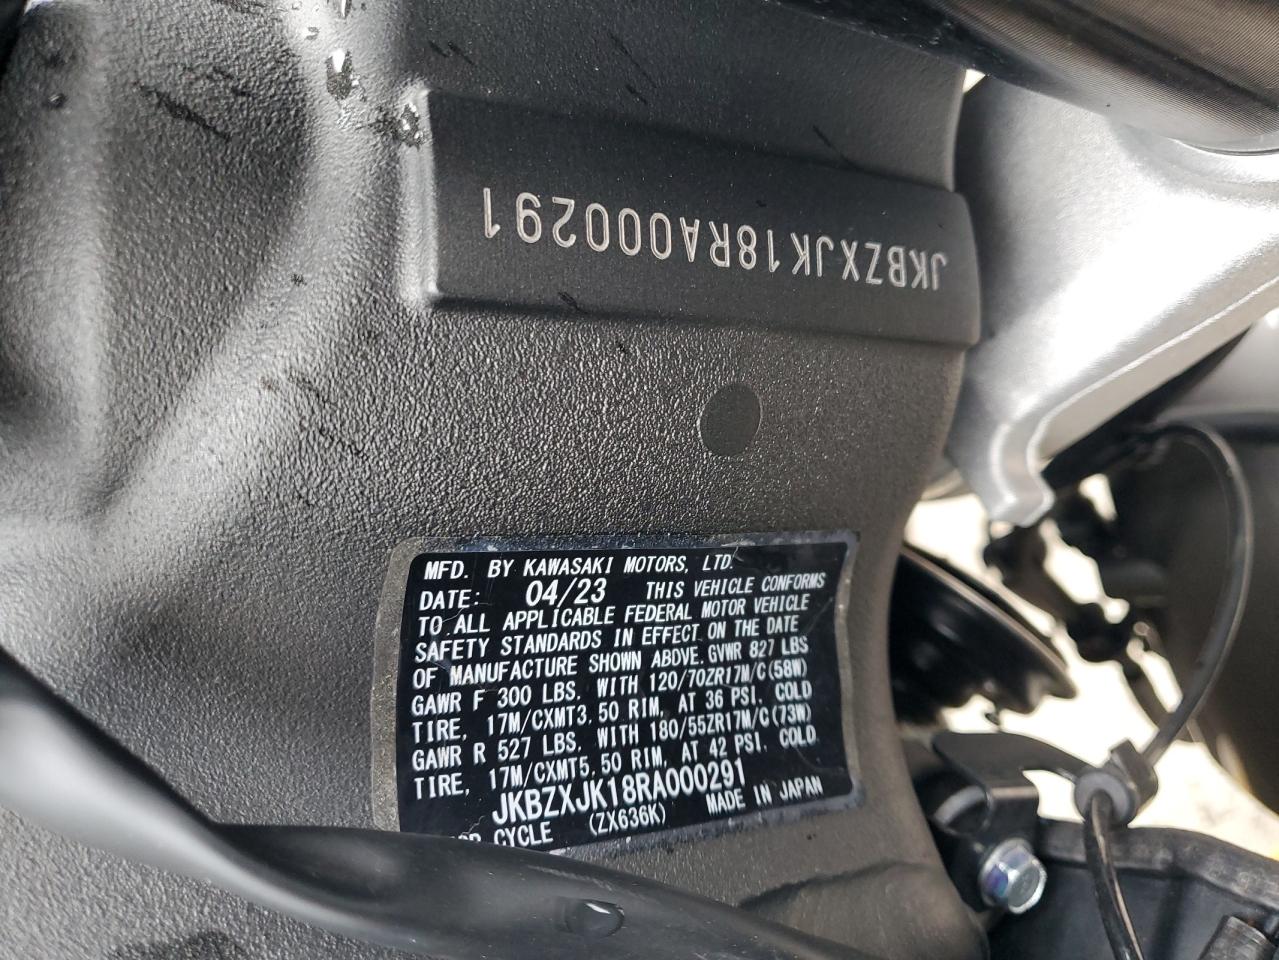 JKBZXJK18RA000291
MFD. BY KAWASAKI MOTORS, LTD.
DATE: 04/23 THIS VEHICLE CONFORMS
TO ALL APPLICABLE FEDERAL MOTOR VEHICLE
SAFETY STANDARDS IN EFFECT ON THE DATE
OF MANUFACTURE SHOWN ABOVE. GVWR 827 LBS
GAWR F 300 LBS. WITH 120/70ZR17M/C(58W)
TIRE, 17M/CXMT3.50 RIM, AT 36 PSI. COLD
GAWR R 527 LBS. WITH 180/55ZR17M/C(73W)
TIRE, 17M/CXMT5.50 RIM, AT 42 PSI. COLD
JKBZXJK18RA000291
CYCLE (ZX636K) MADE IN JAPAN